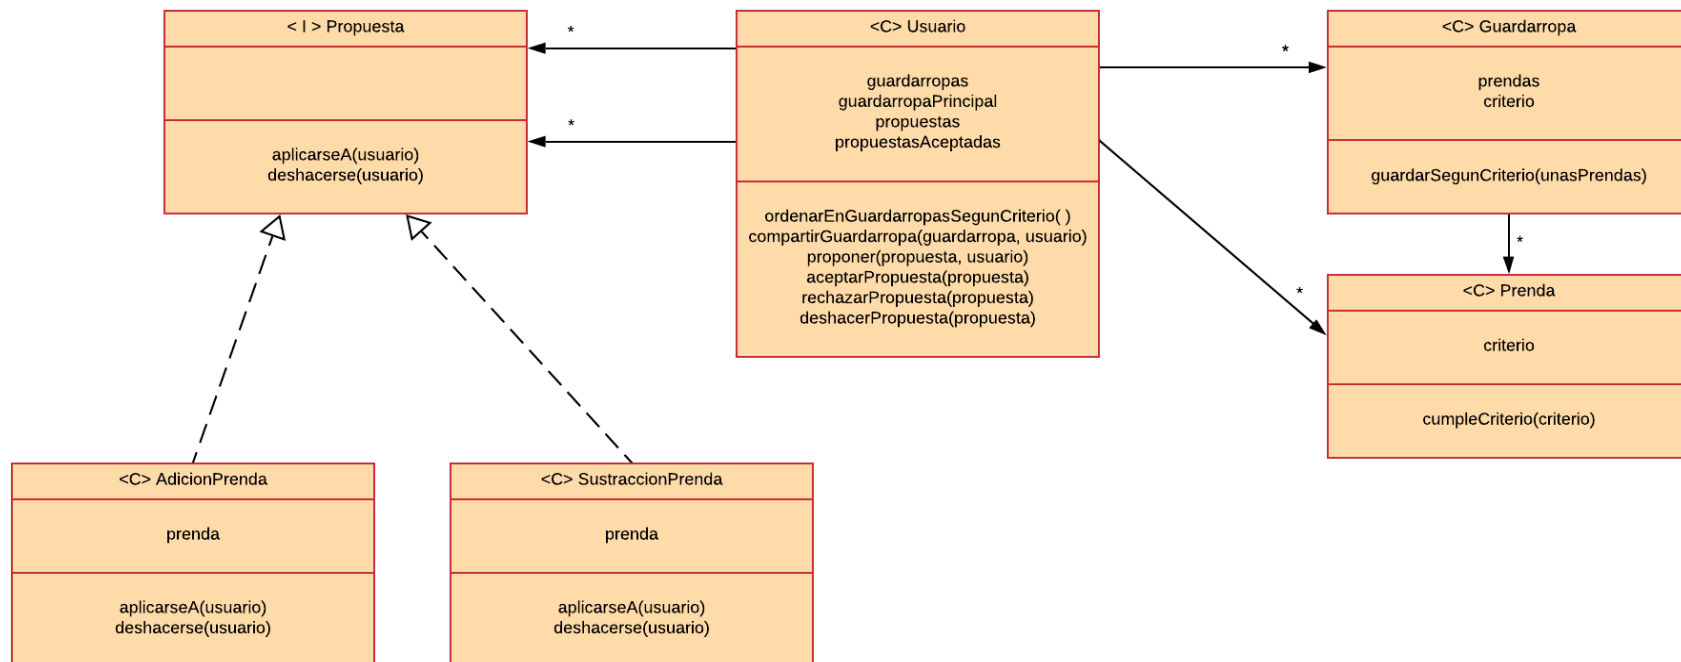 < I > Propuesta
aplicarseA(usuario)
deshacerse(usuario)
*
*
<C> Usuario
guardarropas
guardarropaPrincipal
propuestas
propuestasAceptadas
ordenarEnGuardarropasSegunCriterio( )
compartirGuardarropa(guardarropa, usuario)
proponer(propuesta, usuario)
aceptarPropuesta(propuesta)
rechazarPropuesta(propuesta)
deshacerPropuesta(propuesta)
*
*
<C> Guardarropa
prendas
criterio
guardarSegunCriterio(unasPrendas)
*
<C> Prenda
criterio
cumpleCriterio(criterio)
<C> AdicionPrenda
prenda
aplicarseA(usuario)
deshacerse(usuario)
<C> SustraccionPrenda
prenda
aplicarseA(usuario)
deshacerse(usuario)